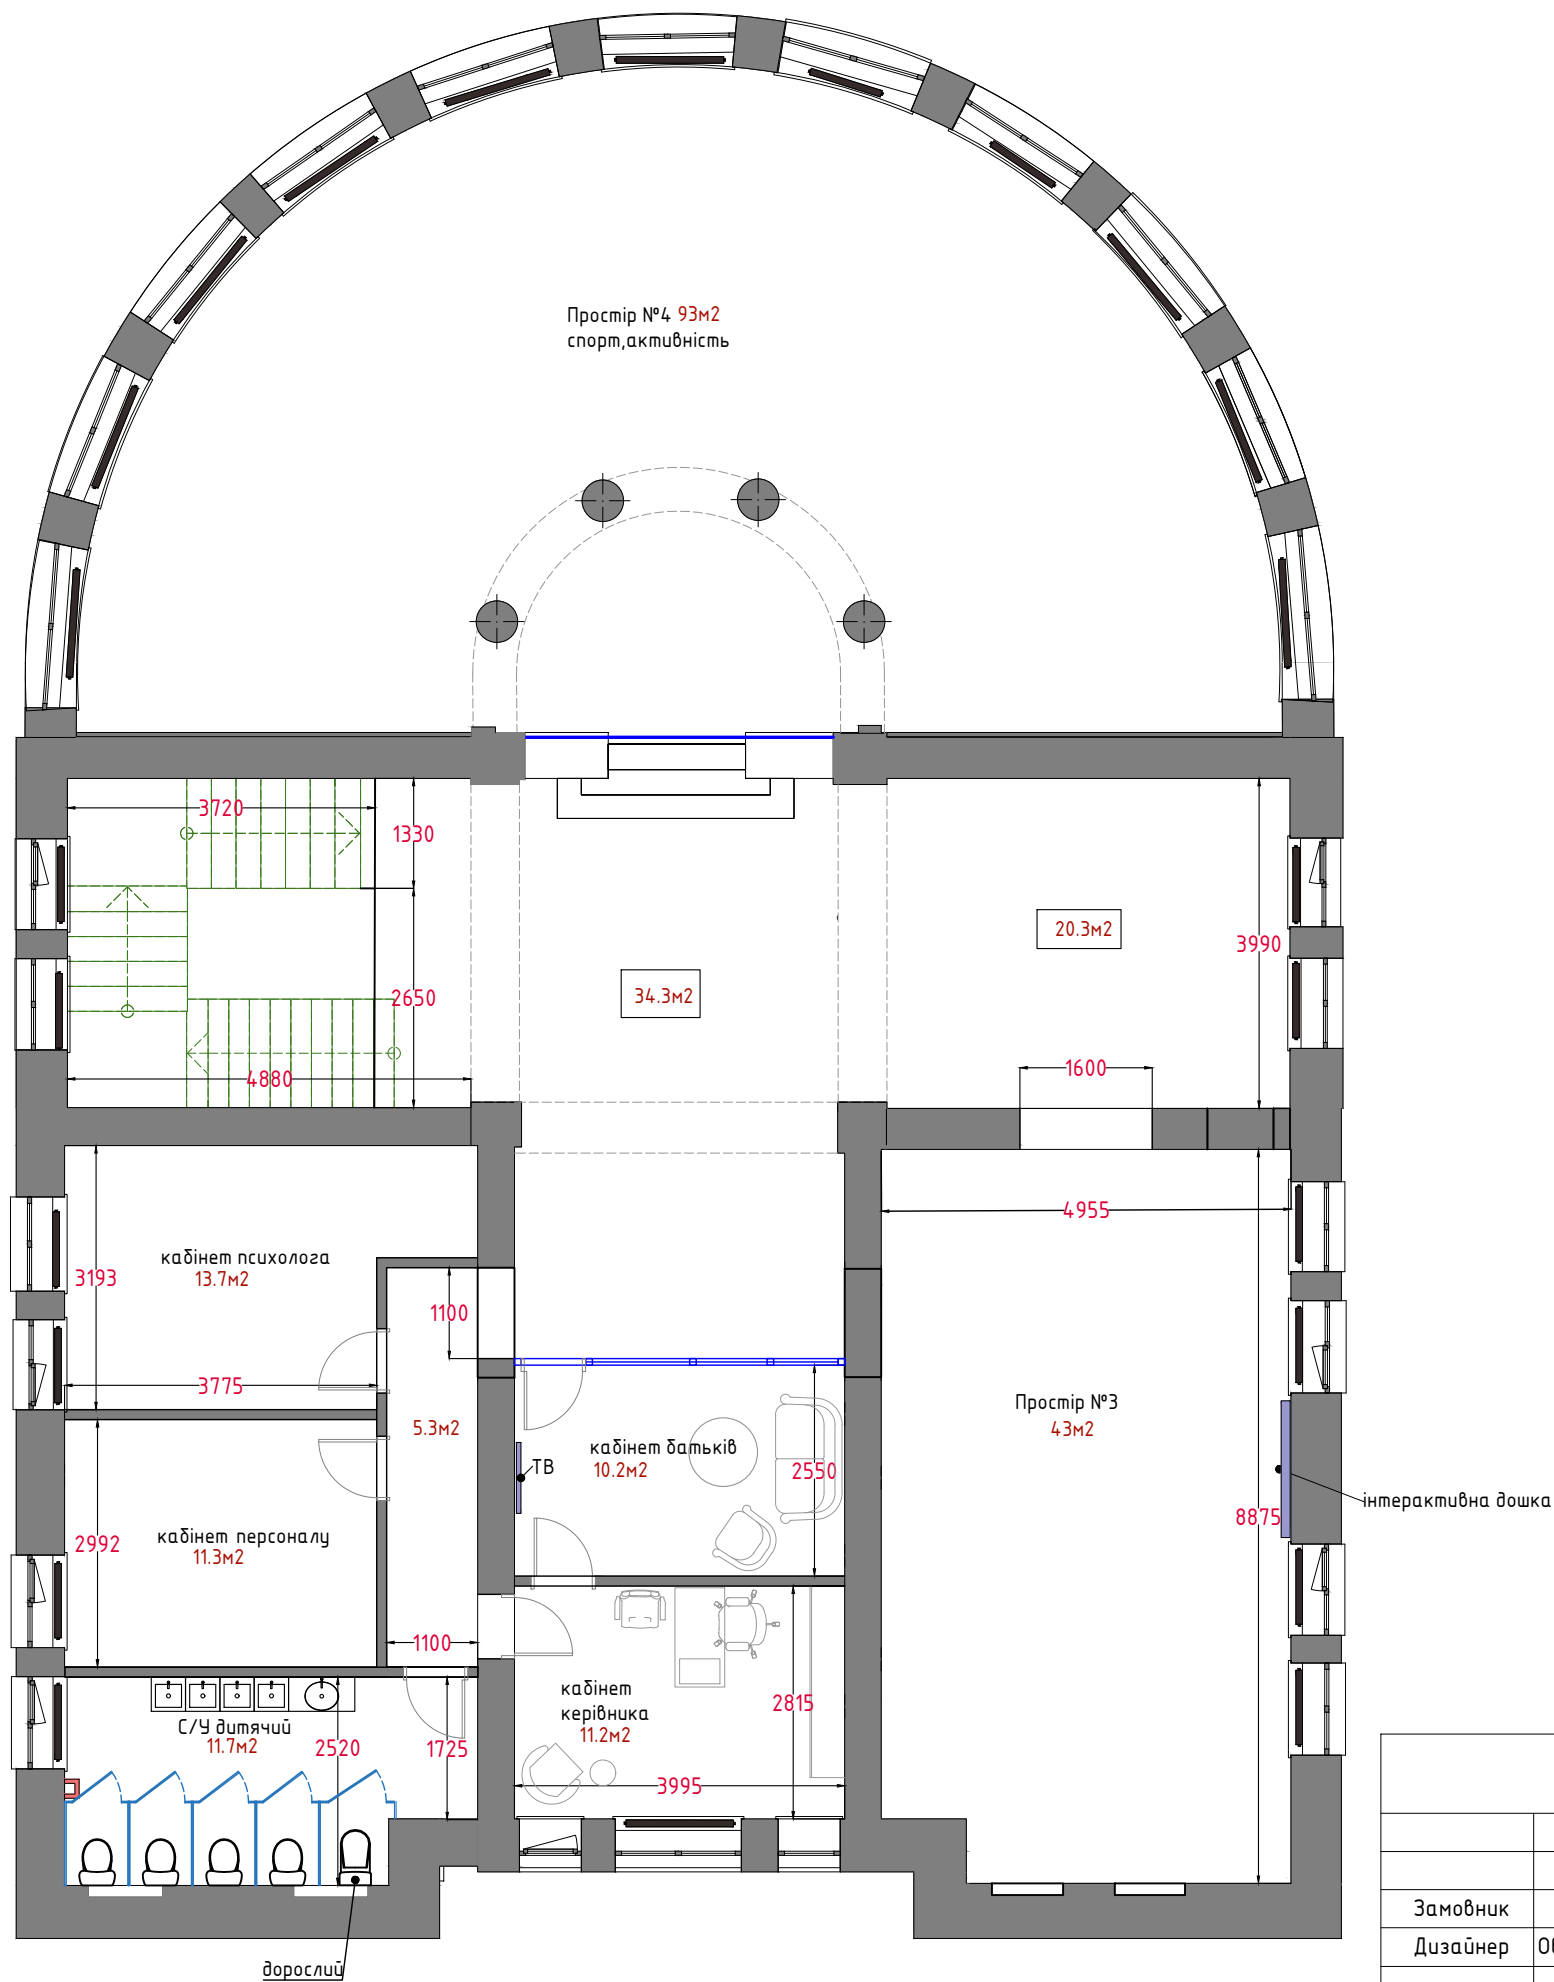 Простір №4 93м2
спорт,активність
3720
1330
20.3м2
3990
34.3м2
2650
1600
4880
4955
кабінет психолога
13.7м2
3193
1100
3775
Простір №3
43м2
5.3м2
кабінет батьків
10.2м2
ТВ
2550
інтерактивна дошка
8875
кабінет персоналу
11.3м2
2992
1100
кабінет
керівника
11.2м2
2815
С/У дитячий
11.7м2
2520
1725
3995
Замовник
Дизайнер
дорослий